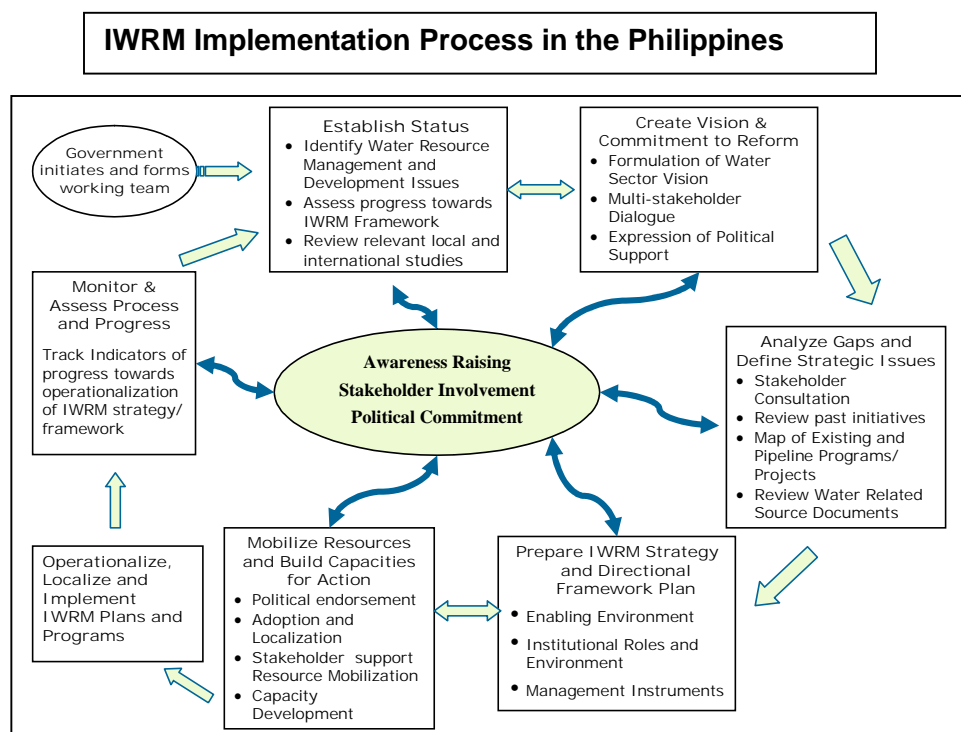 IWRM Implementation Process in the Philippines
Government
initiates and forms
working team
Establish Status
• Identify Water Resource
Management and
Development Issues
• Assess progress towards
IWRM Framework
• Review relevant local and
international studies
Create Vision &
Commitment to Reform
• Formulation of Water
Sector Vision
• Multi-stakeholder
Dialogue
• Expression of Political
Support
Analyze Gaps and
Define Strategic Issues
• Stakeholder
Consultation
• Review past initiatives
• Map of Existing and
Pipeline Programs/
Projects
• Review Water Related
Source Documents
Prepare IWRM Strategy
and Directional
Framework Plan
• Enabling Environment
• Institutional Roles and
Environment
• Management Instruments
Mobilize Resources
and Build Capacities
for Action
• Political endorsement
• Adoption and
Localization
• Stakeholder support
Resource Mobilization
• Capacity
Development
Operationalize,
Localize and
Implement
IWRM Plans and
Programs
Monitor &
Assess Process
and Progress
Track Indicators of
progress towards
operationalization
of IWRM strategy/
framework
Awareness Raising
Stakeholder Involvement
Political Commitment